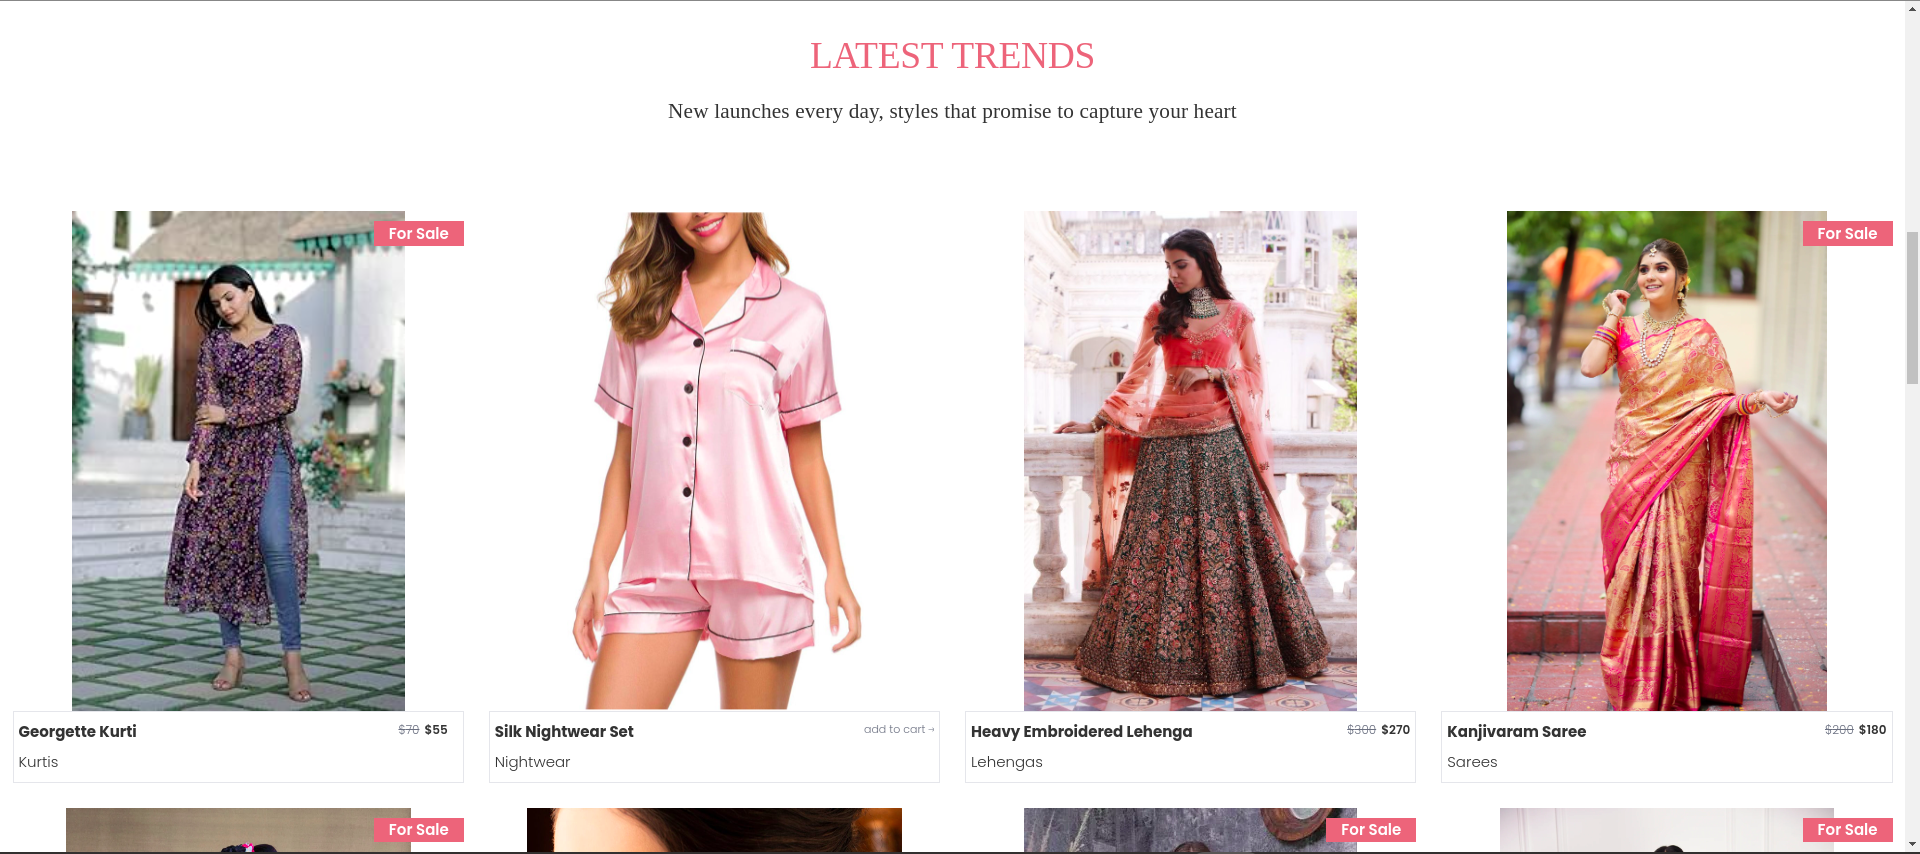 LATEST TRENDS
New launches every day, styles that promise to capture your heart
For Sale
For Sale
Georgette Kurti
$70 $55
Kurtis
Silk Nightwear Set
add to cart →
Nightwear
Heavy Embroidered Lehenga
$300 $270
Lehengas
Kanjivaram Saree
$200 $180
Sarees
For Sale
For Sale
For Sale